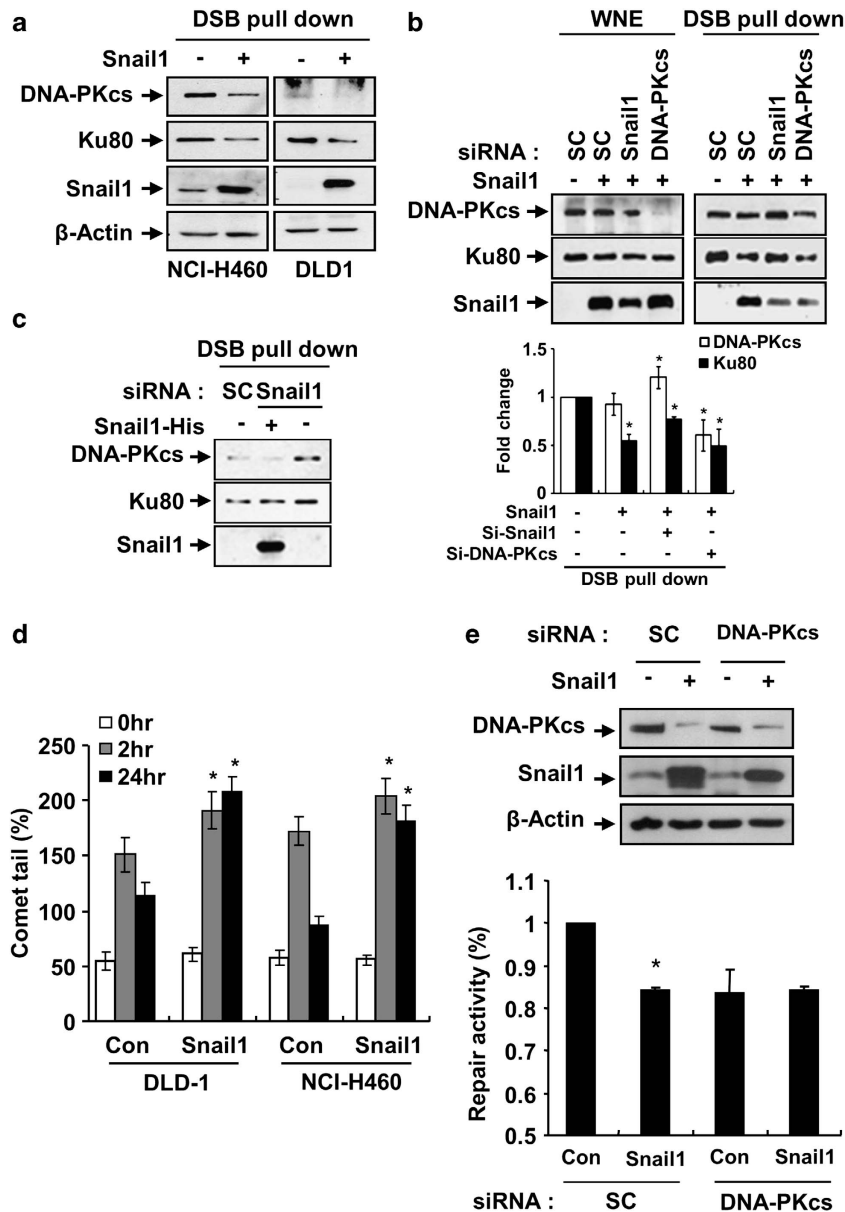 a
DSB pull down
Snail1 - + - +
DNA-PKcs
Ku80
Snail1
β-Actin
NCI-H460 DLD1
b
WNE DSB pull down
siRNA : SC SC Snail1 DNA-PKcs SC SC Snail1 DNA-PKcs
Snail1 - + + + - + + +
DNA-PKcs
Ku80
Snail1
DNA-PKcs
Ku80
Fold change
1.5
1
0.5
0
* * * * *
Snail1 - + + +
Si-Snail1 - - + -
Si-DNA-PKcs - - - +
DSB pull down
c
DSB pull down
siRNA : SC Snail1
Snail1-His - + -
DNA-PKcs
Ku80
Snail1
d
0hr
2hr
24hr
Comet tail (%)
250
200
150
100
50
0
* * * *
Con Snail1 Con Snail1
DLD-1 NCI-H460
e
siRNA : SC DNA-PKcs
Snail1 - + - +
DNA-PKcs
Snail1
β-Actin
Repair activity (%)
1.1
1
0.9
0.8
0.7
0.6
0.5
*
Con Snail1 Con Snail1
siRNA : SC DNA-PKcs